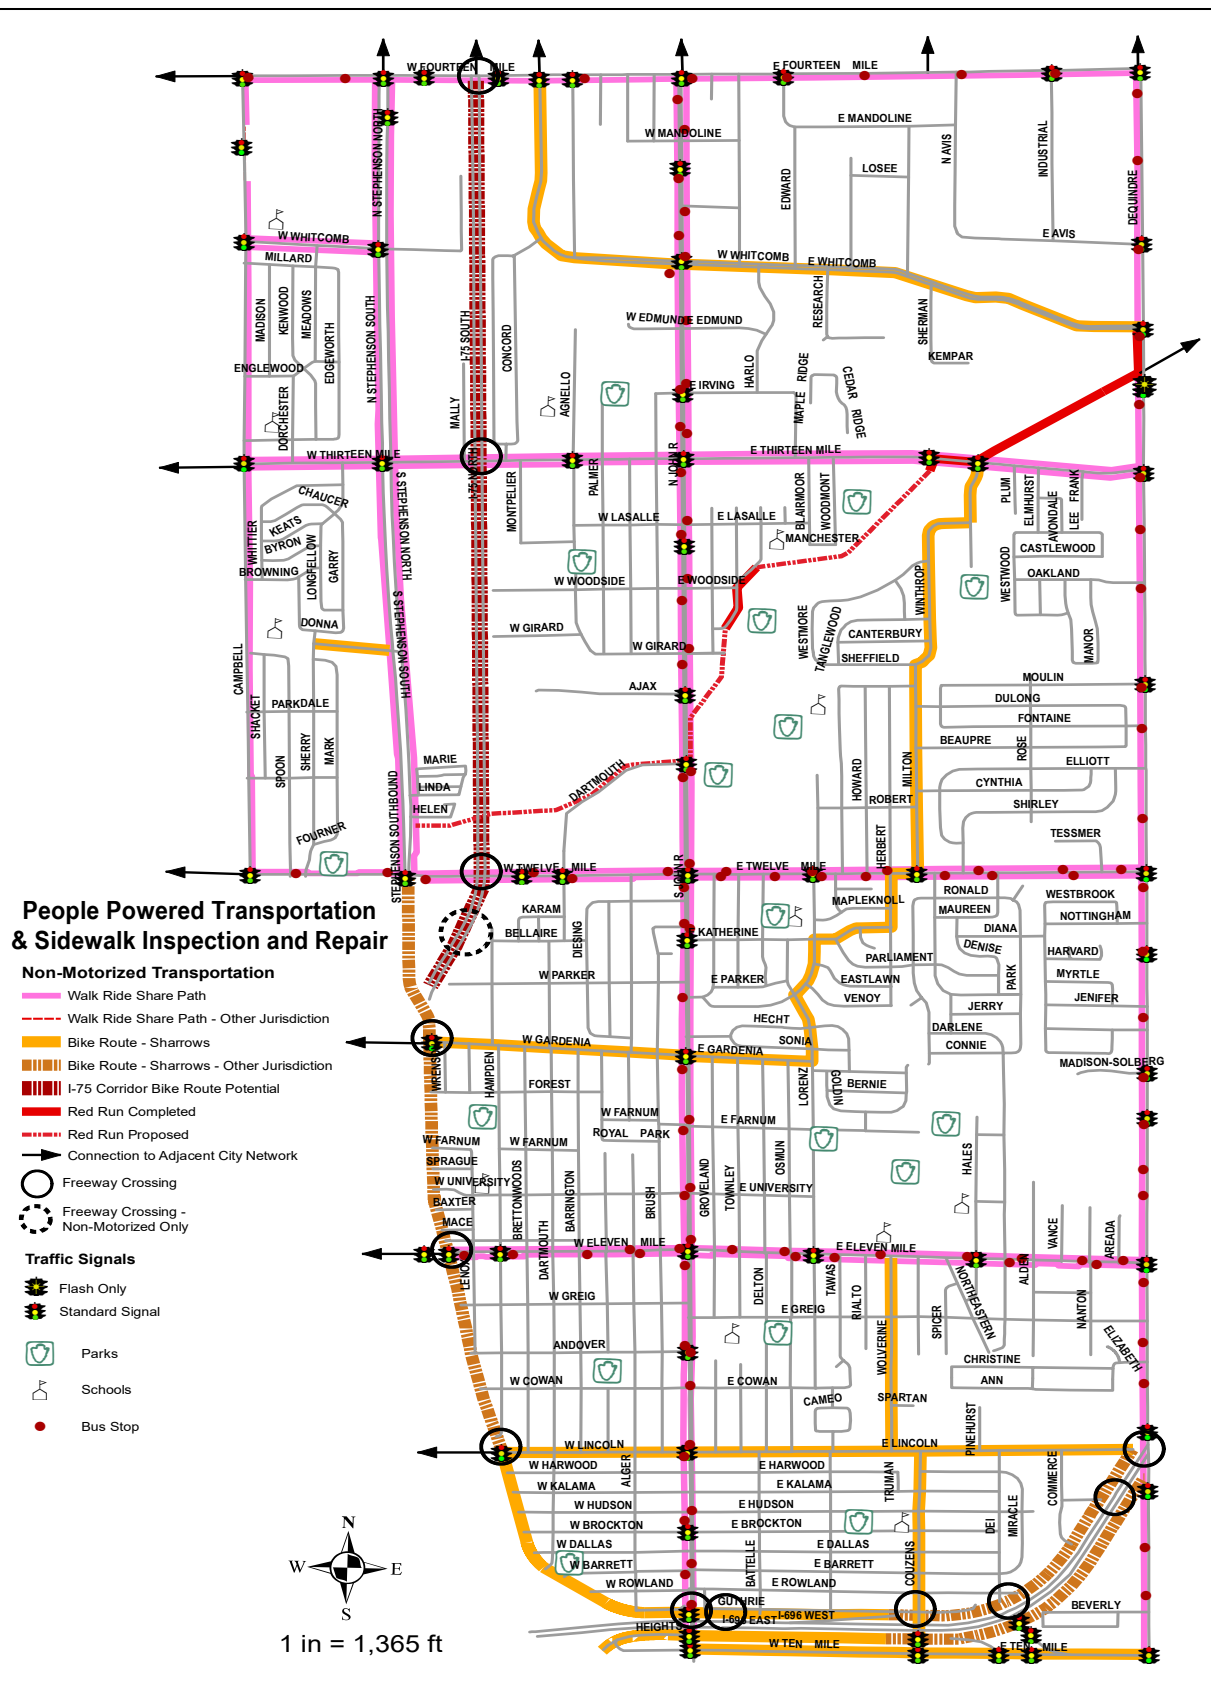 W FOURTEEN MILE
E FOURTEEN MILE
N STEPHENSON NORTH
W MANDOLINE
E MANDOLINE
N AVIS
INDUSTRIAL
LOSEE
EDWARD
DEQUINDRE
E AVIS
W WHITCOMB
W WHITCOMB
E WHITCOMB
MILLARD
MADISON
KENWOOD
MEADOWS
EDGEWORTH
N STEPHENSON SOUTH
I-75 SOUTH
CONCORD
RESEARCH
SHERMAN
W EDMUND
E EDMUND
KEMPAR
ENGLEWOOD
DORCHESTER
MALLY
AGNELLO
E IRVING
HARLO
MAPLE RIDGE
CEDAR RIDGE
W THIRTEEN MILE
I-75 NORTH
N JOHN R
E THIRTEEN MILE
CHAUCER
KEATS
BYRON
BROWNING
WHITTIER
LONGFELLOW
GARRY
S STEPHENSON NORTH
MONTPELIER
PALMER
W LASALLE
E LASALLE
BLAIRMOOR
WOODMONT
MANCHESTER
PLUM
ELMHURST
AVONDALE
LEE FRANK
CASTLEWOOD
WESTWOOD
OAKLAND
MANOR
W WOODSIDE
E WOODSIDE
WINTHROP
DONNA
S STEPHENSON SOUTH
W GIRARD
W GIRARD
WESTMORE
TANGLEWOOD
CANTERBURY
SHEFFIELD
CAMPBELL
SHACKET
PARKDALE
SPOON
SHERRY
MARK
AJAX
MOULIN
DULONG
FONTAINE
BEAUPRE
ROSE
ELLIOTT
CYNTHIA
SHIRLEY
TESSMER
MARIE
LINDA
HELEN
DARTMOUTH
HOWARD
MILTON
ROBERT
HERBERT
FOURNER
STEPHENSON SOUTHBOUND
W TWELVE MILE
S JOHN R
E TWELVE MILE
People Powered Transportation
& Sidewalk Inspection and Repair
Non-Motorized Transportation
Walk Ride Share Path
Walk Ride Share Path - Other Jurisdiction
Bike Route - Sharrows
Bike Route - Sharrows - Other Jurisdiction
I-75 Corridor Bike Route Potential
Red Run Completed
Red Run Proposed
Connection to Adjacent City Network
Freeway Crossing
Freeway Crossing -
Non-Motorized Only
Traffic Signals
Flash Only
Standard Signal
Parks
Schools
Bus Stop
KARAM
BELLAIRE
DIESING
E KATHERINE
MAPLEKNOLL
RONALD
MAUREEN
DIANA
DENISE
WESTBROOK
NOTTINGHAM
HARVARD
MYRTLE
JENIFER
W PARKER
E PARKER
PARLIAMENT
EASTLAWN
VENOY
PARK
JERRY
DARLENE
CONNIE
HECHT
SONIA
W GARDENIA
E GARDENIA
MADISON-SOLBERG
HAMPDEN
FOREST
LORENZ
GOLDIN
BERNIE
W FARNUM
ROYAL PARK
E FARNUM
W FARNUM
W FARNUM
SPRAGUE
W UNIVERSITY
BAXTER
MACE
BRETTONWOODS
DARTMOUTH
BARRINGTON
BRUSH
GROVELAND
TOWNLEY
OSMUN
E UNIVERSITY
HALES
VANCE
AREADA
W ELEVEN MILE
E ELEVEN MILE
W GREIG
DELTON
E GREIG
TAWAS
RIALTO
WOLVERINE
SPICER
NORTHEASTERN
ALDEN
NANTON
ELIZABETH
ANDOVER
CHRISTINE
ANN
W COWAN
E COWAN
CAMEO
SPARTAN
PINEHURST
W LINCOLN
E LINCOLN
W HARWOOD
E HARWOOD
ALGER
W KALAMA
E KALAMA
TRUMAN
COMMERCE
W HUDSON
E HUDSON
W BROCKTON
E BROCKTON
DEI
MIRACLE
W DALLAS
E DALLAS
W BARRETT
E BARRETT
BATTELLE
COUZENS
W ROWLAND
E ROWLAND
GUTHRIE
I-696 EAST
I-696 WEST
HEIGHTS
BEVERLY
W TEN MILE
E TEN MILE
N
W
E
S
1 in = 1,365 ft